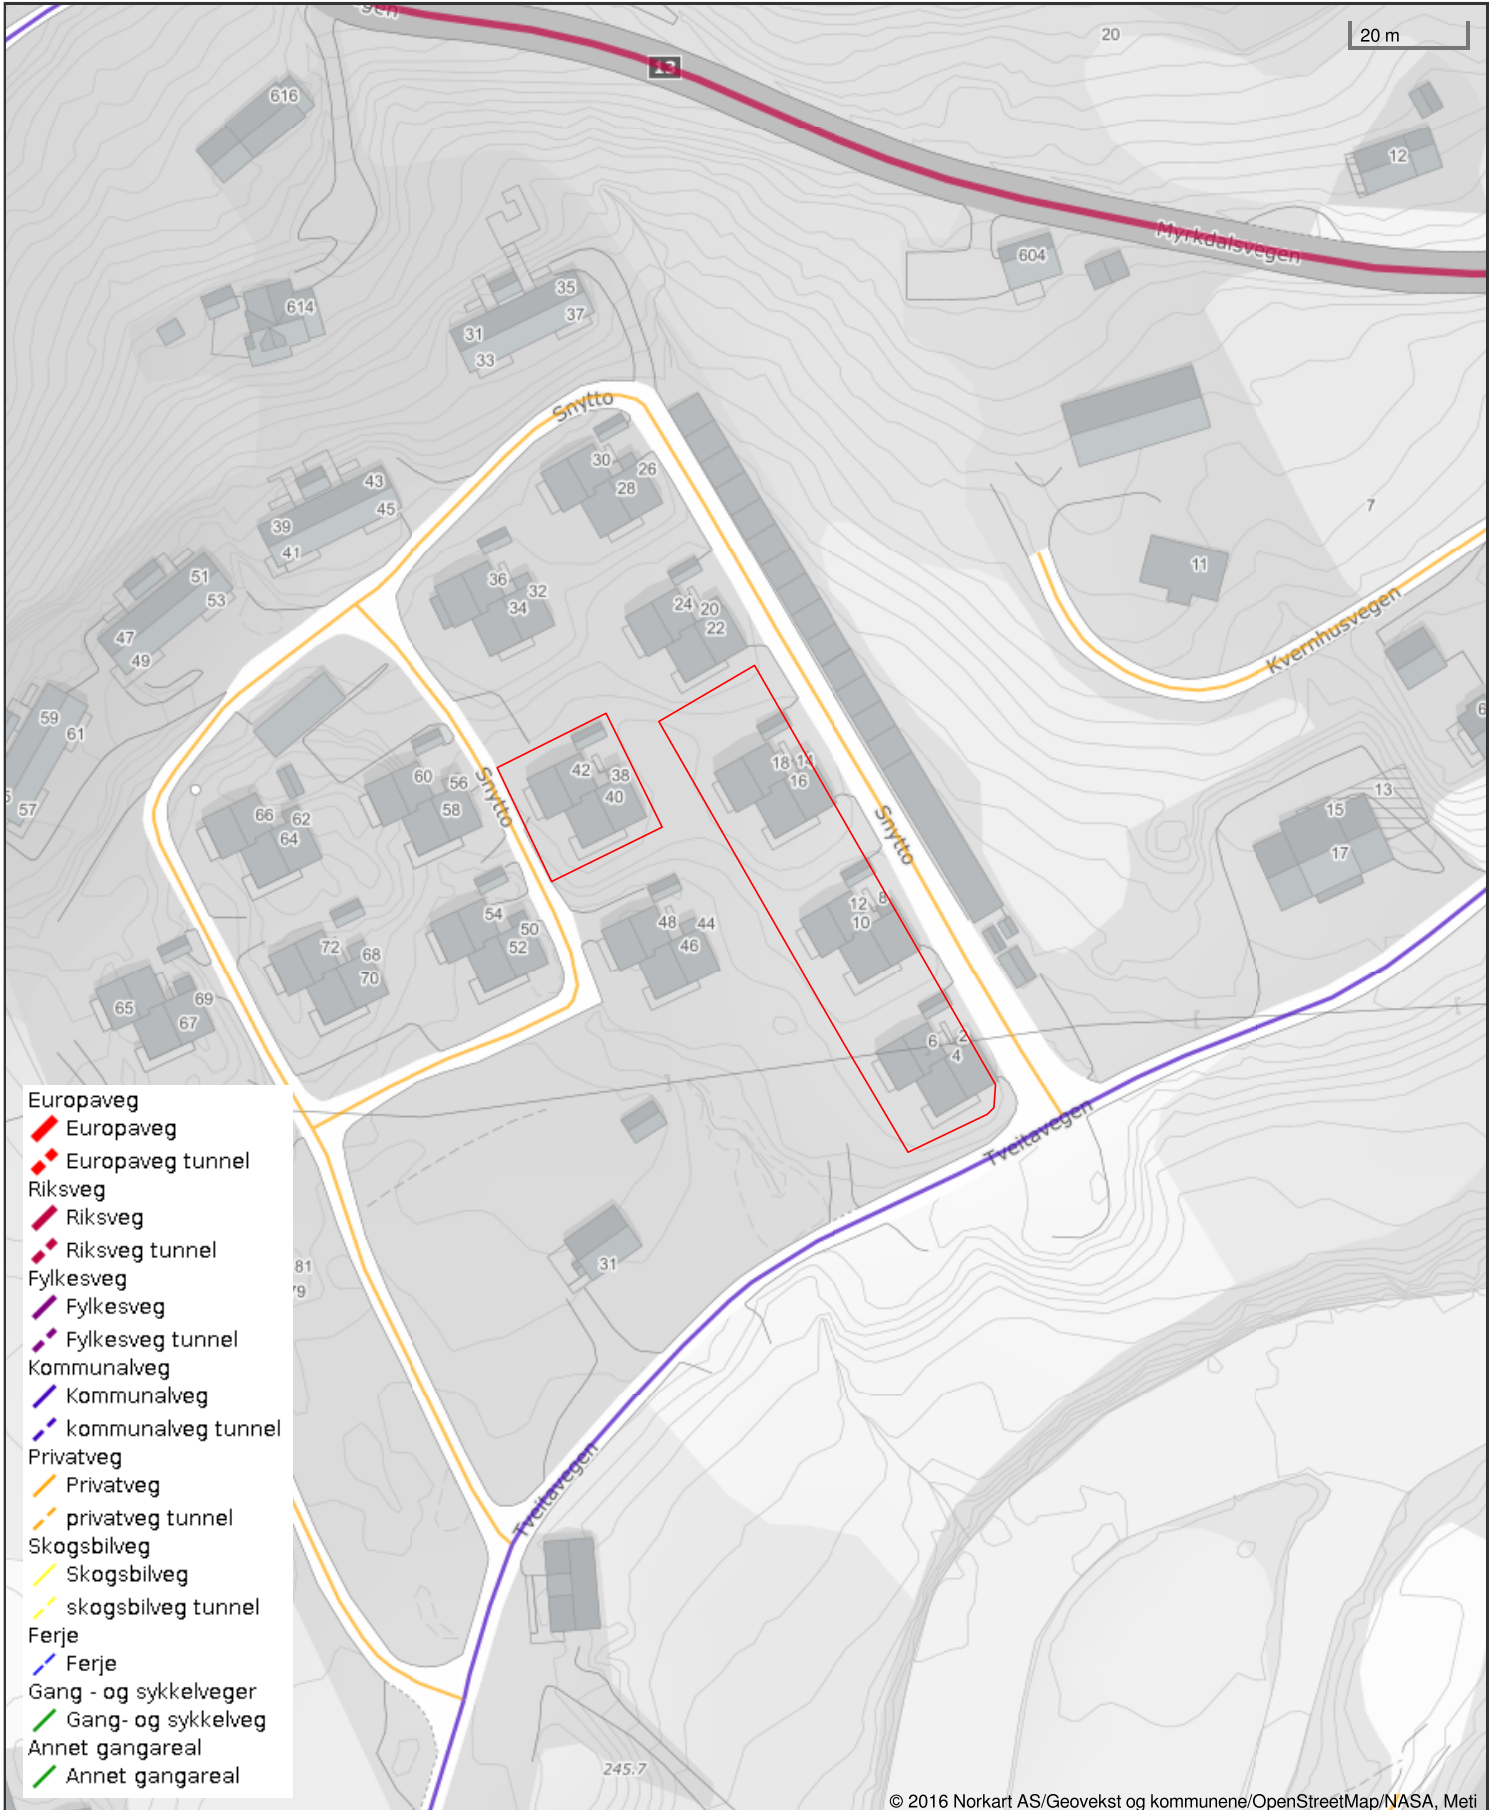 20 m
20
13
616
12
Myrkdalsvegen
604
35
614
37
31
33
Snytto
30
26
43
28
45
39
41
7
51
36
32
11
53
34
24
20
22
47
49
Kvernhusvegen
59
61
18
14
42
38
60
56
16
58
40
Snytto
13
57
66
62
15
64
Snytto
17
12
8
54
48
44
10
50
72
46
52
68
70
65
69
67
6
2
4
Tveitavegen
31
81
Tveitavegen
245.7
Europaveg
Europaveg
Europaveg tunnel
Riksveg
Riksveg
Riksveg tunnel
Fylkesveg
Fylkesveg
Fylkesveg tunnel
Kommunalveg
Kommunalveg
kommunalveg tunnel
Privatveg
Privatveg
privatveg tunnel
Skogsbilveg
Skogsbilveg
skogsbilveg tunnel
Ferje
Ferje
Gang - og sykkelveger
Gang- og sykkelveg
Annet gangareal
Annet gangareal
© 2016 Norkart AS/Geovekst og kommunene/OpenStreetMap/NASA, Meti